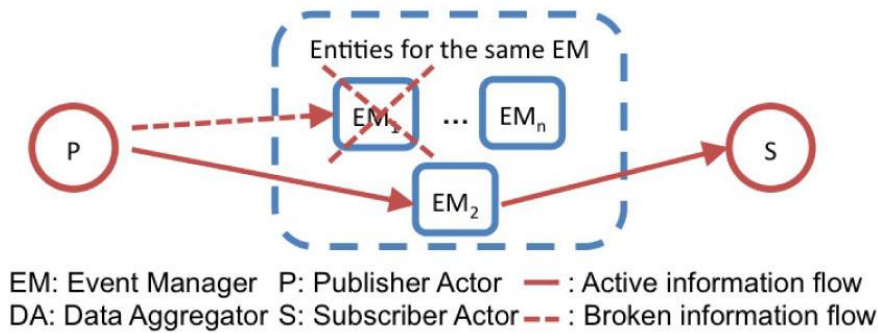 Entities for the same EM
P
EM₁
...
EMₙ
S
EM₂
EM: Event Manager P: Publisher Actor : Active information flow
DA: Data Aggregator S: Subscriber Actor : Broken information flow